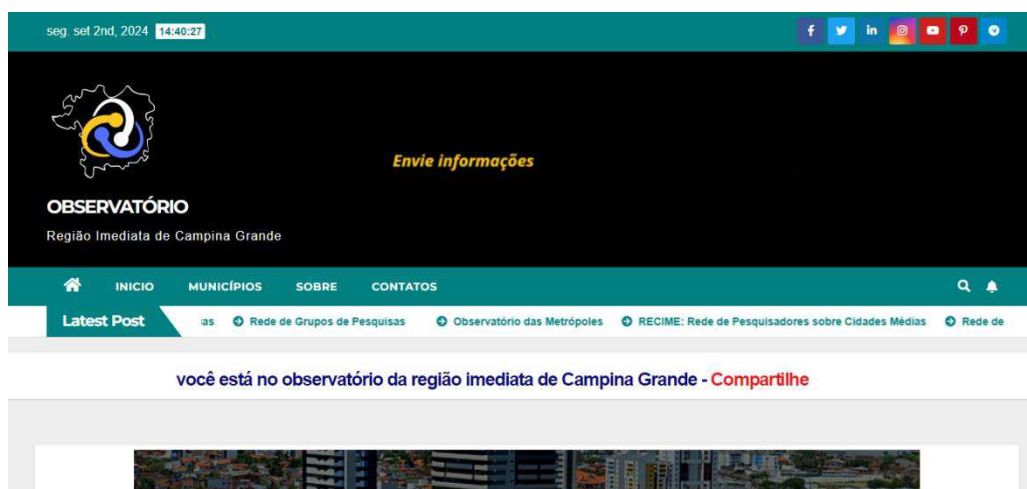 seg. set 2nd, 2024 14:40:27
Envie informações
OBSERVATÓRIO
Região Imediata de Campina Grande
INICIO MUNICÍPIOS SOBRE CONTATOS
Latest Post ias Rede de Grupos de Pesquisas Observatório das Metrópoles RECIME: Rede de Pesquisadores sobre Cidades Médias Rede de
você está no observatório da região imediata de Campina Grande - Compartilhe